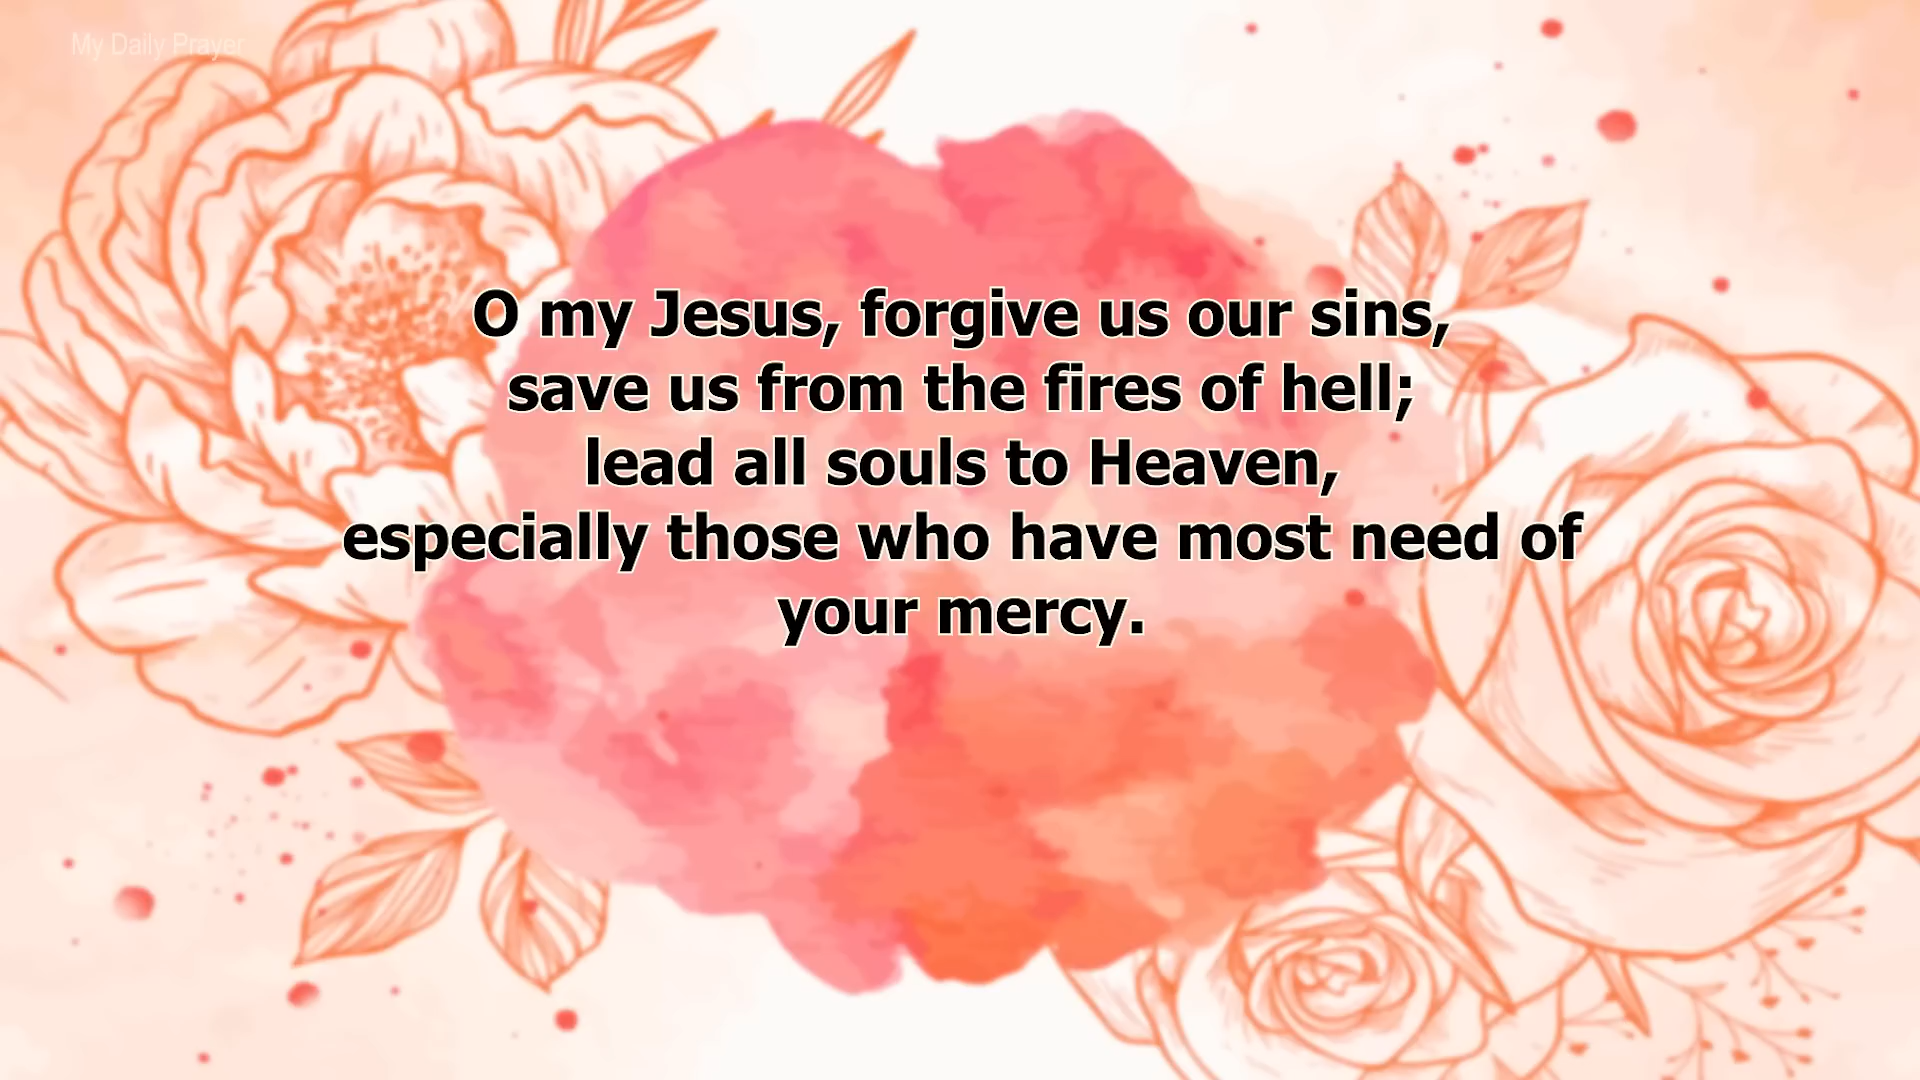 My Daily Prayer
O my Jesus, forgive us our sins,
save us from the fires of hell;
lead all souls to Heaven,
especially those who have most need of
your mercy.